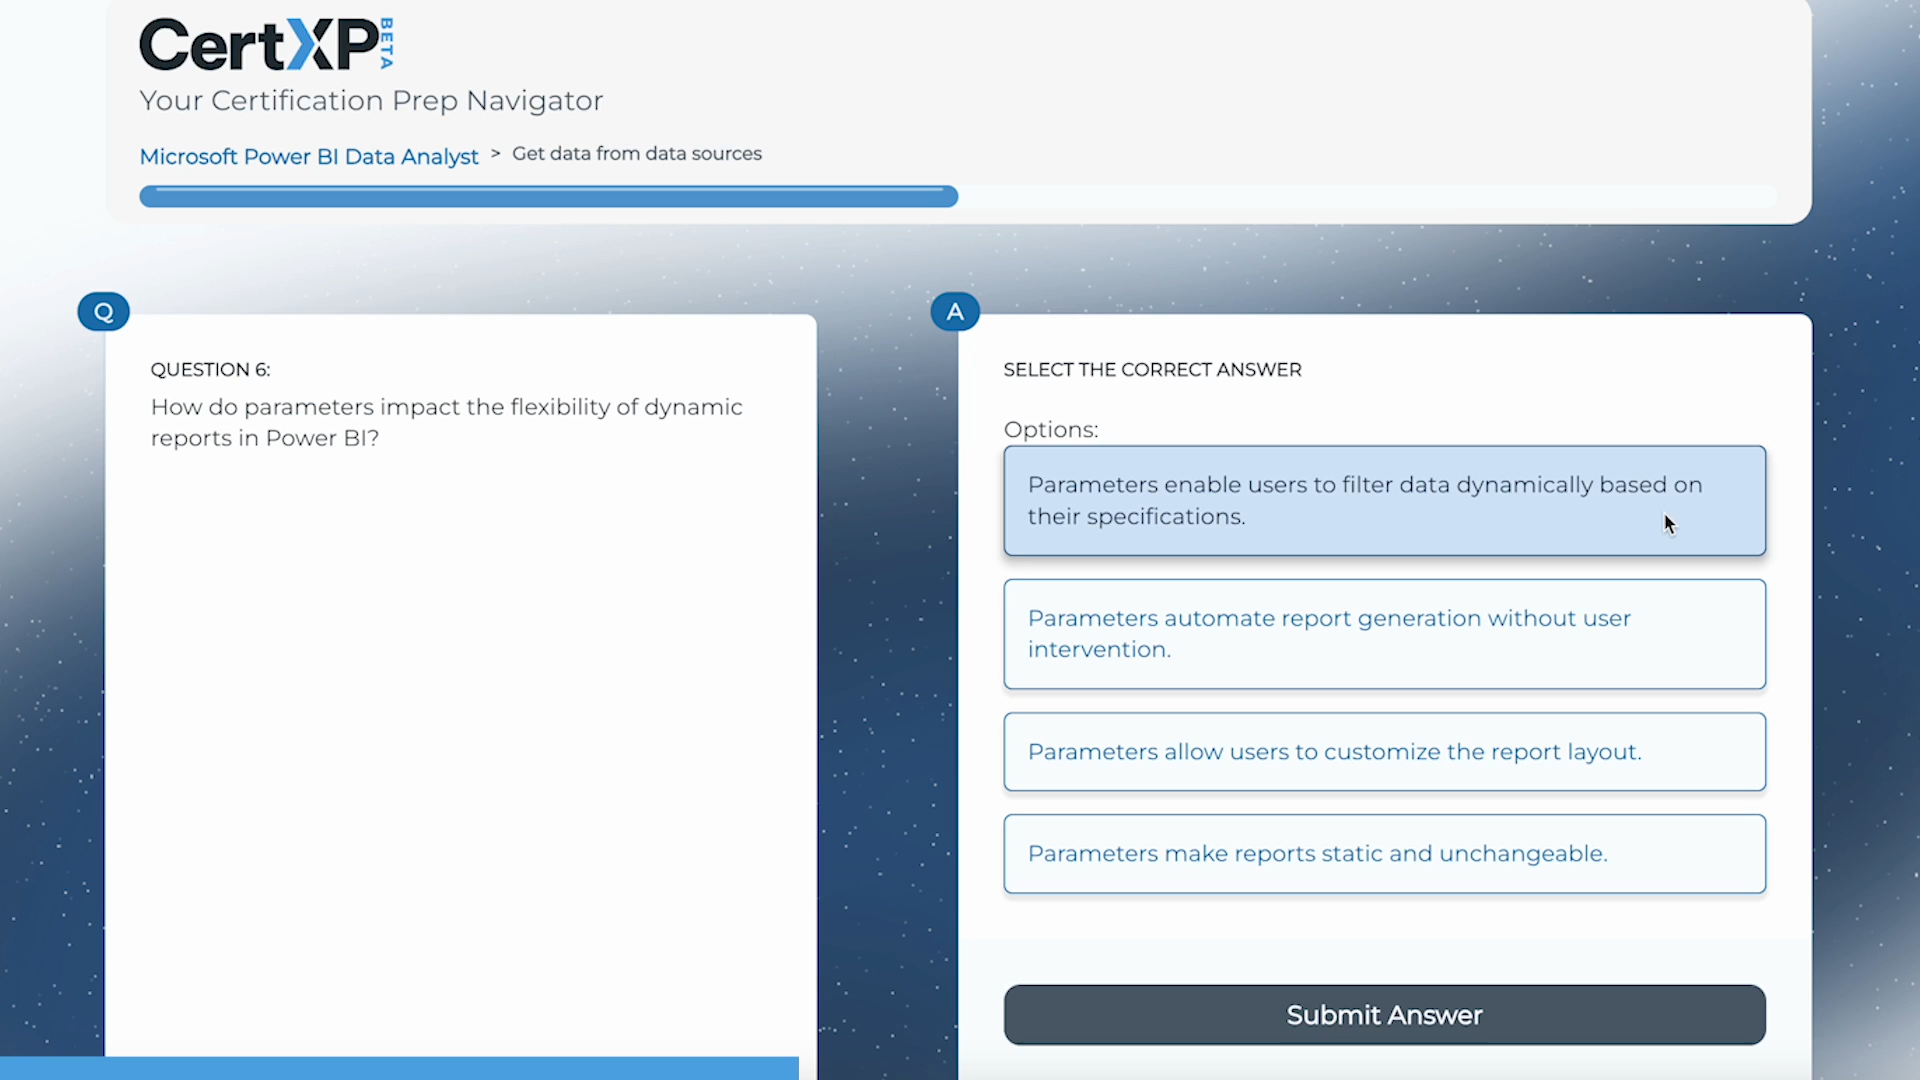 CertXP BETA
Your Certification Prep Navigator
Microsoft Power BI Data Analyst > Get data from data sources
Q
QUESTION 6:
How do parameters impact the flexibility of dynamic
reports in Power BI?
A
SELECT THE CORRECT ANSWER
Options:
Parameters enable users to filter data dynamically based on
their specifications.
Parameters automate report generation without user
intervention.
Parameters allow users to customize the report layout.
Parameters make reports static and unchangeable.
Submit Answer